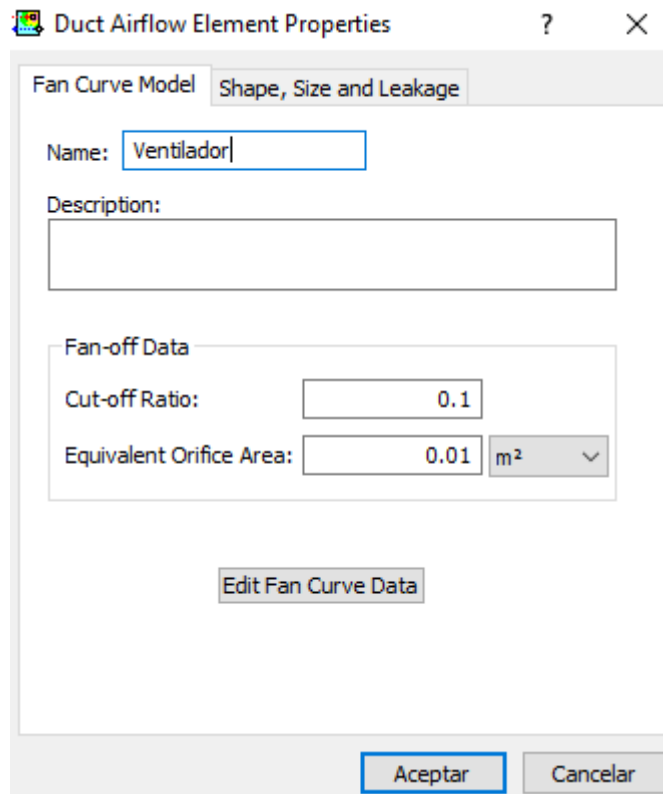 Duct Airflow Element Properties ?
Fan Curve Model Shape, Size and Leakage
Name: Ventilador
Description:
Fan-off Data
Cut-off Ratio: 0.1
Equivalent Orifice Area: 0.01 m²
Edit Fan Curve Data
Aceptar Cancelar